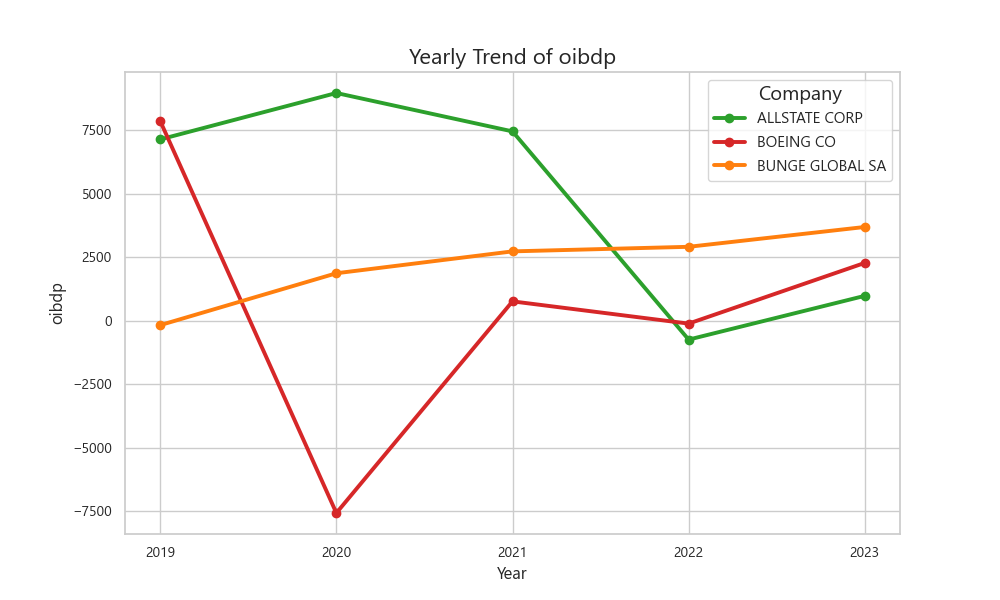 Yearly Trend of oibdp
Company
ALLSTATE CORP
BOEING CO
BUNGE GLOBAL SA
7500
5000
2500
0
−2500
−5000
−7500
oibdp
2019 2020 2021 2022 2023
Year